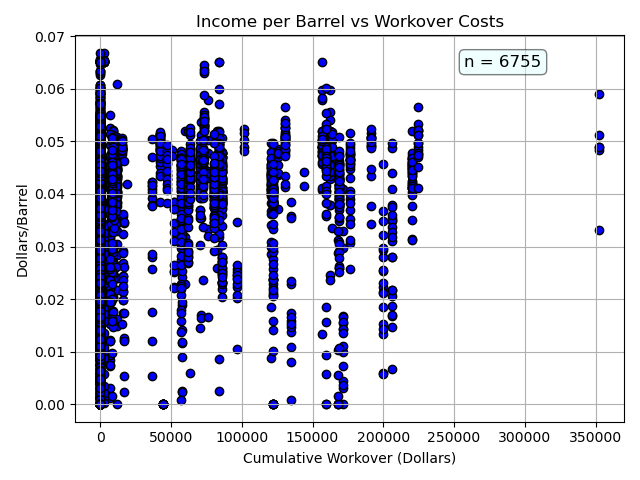 Income per Barrel vs Workover Costs
n = 6755
0.07
0.06
0.05
0.04
0.03
0.02
0.01
0.00
Dollars/Barrel
0 50000 100000 150000 200000 250000 300000 350000
Cumulative Workover (Dollars)